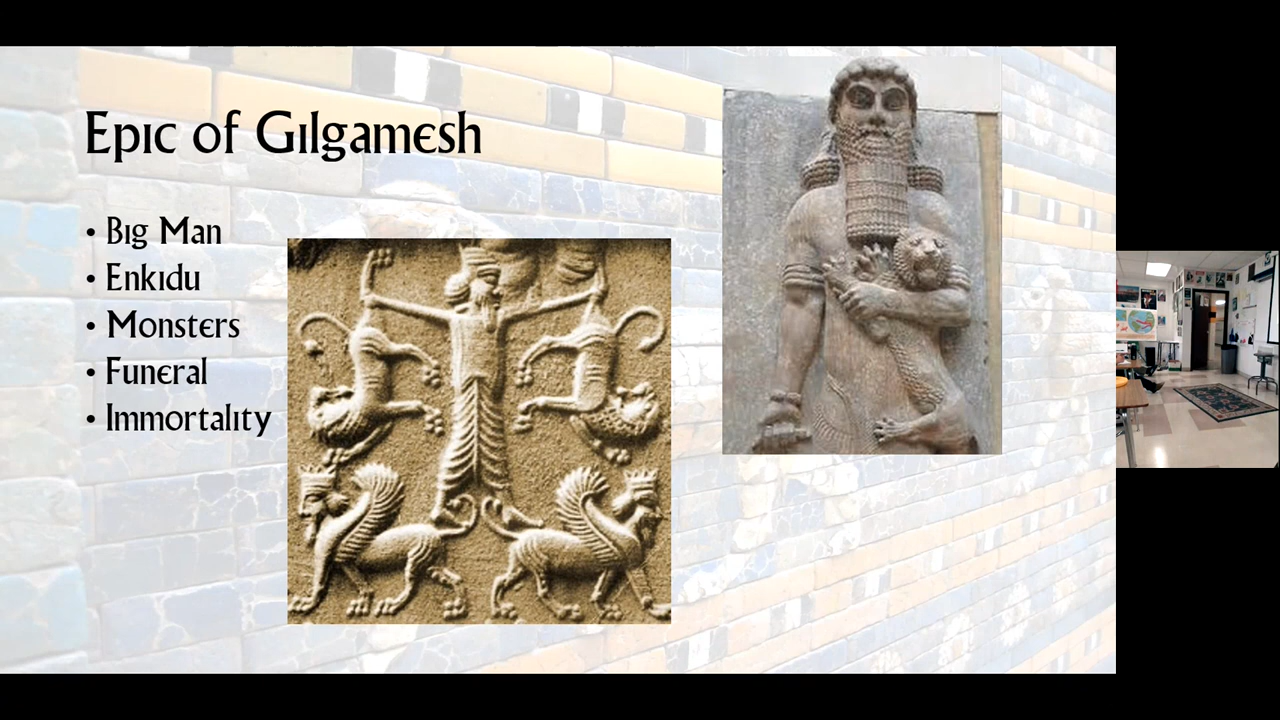 Epic of Gilgamesh
• Big Man
• Enkidu
• Monsters
• Funeral
• Immortality